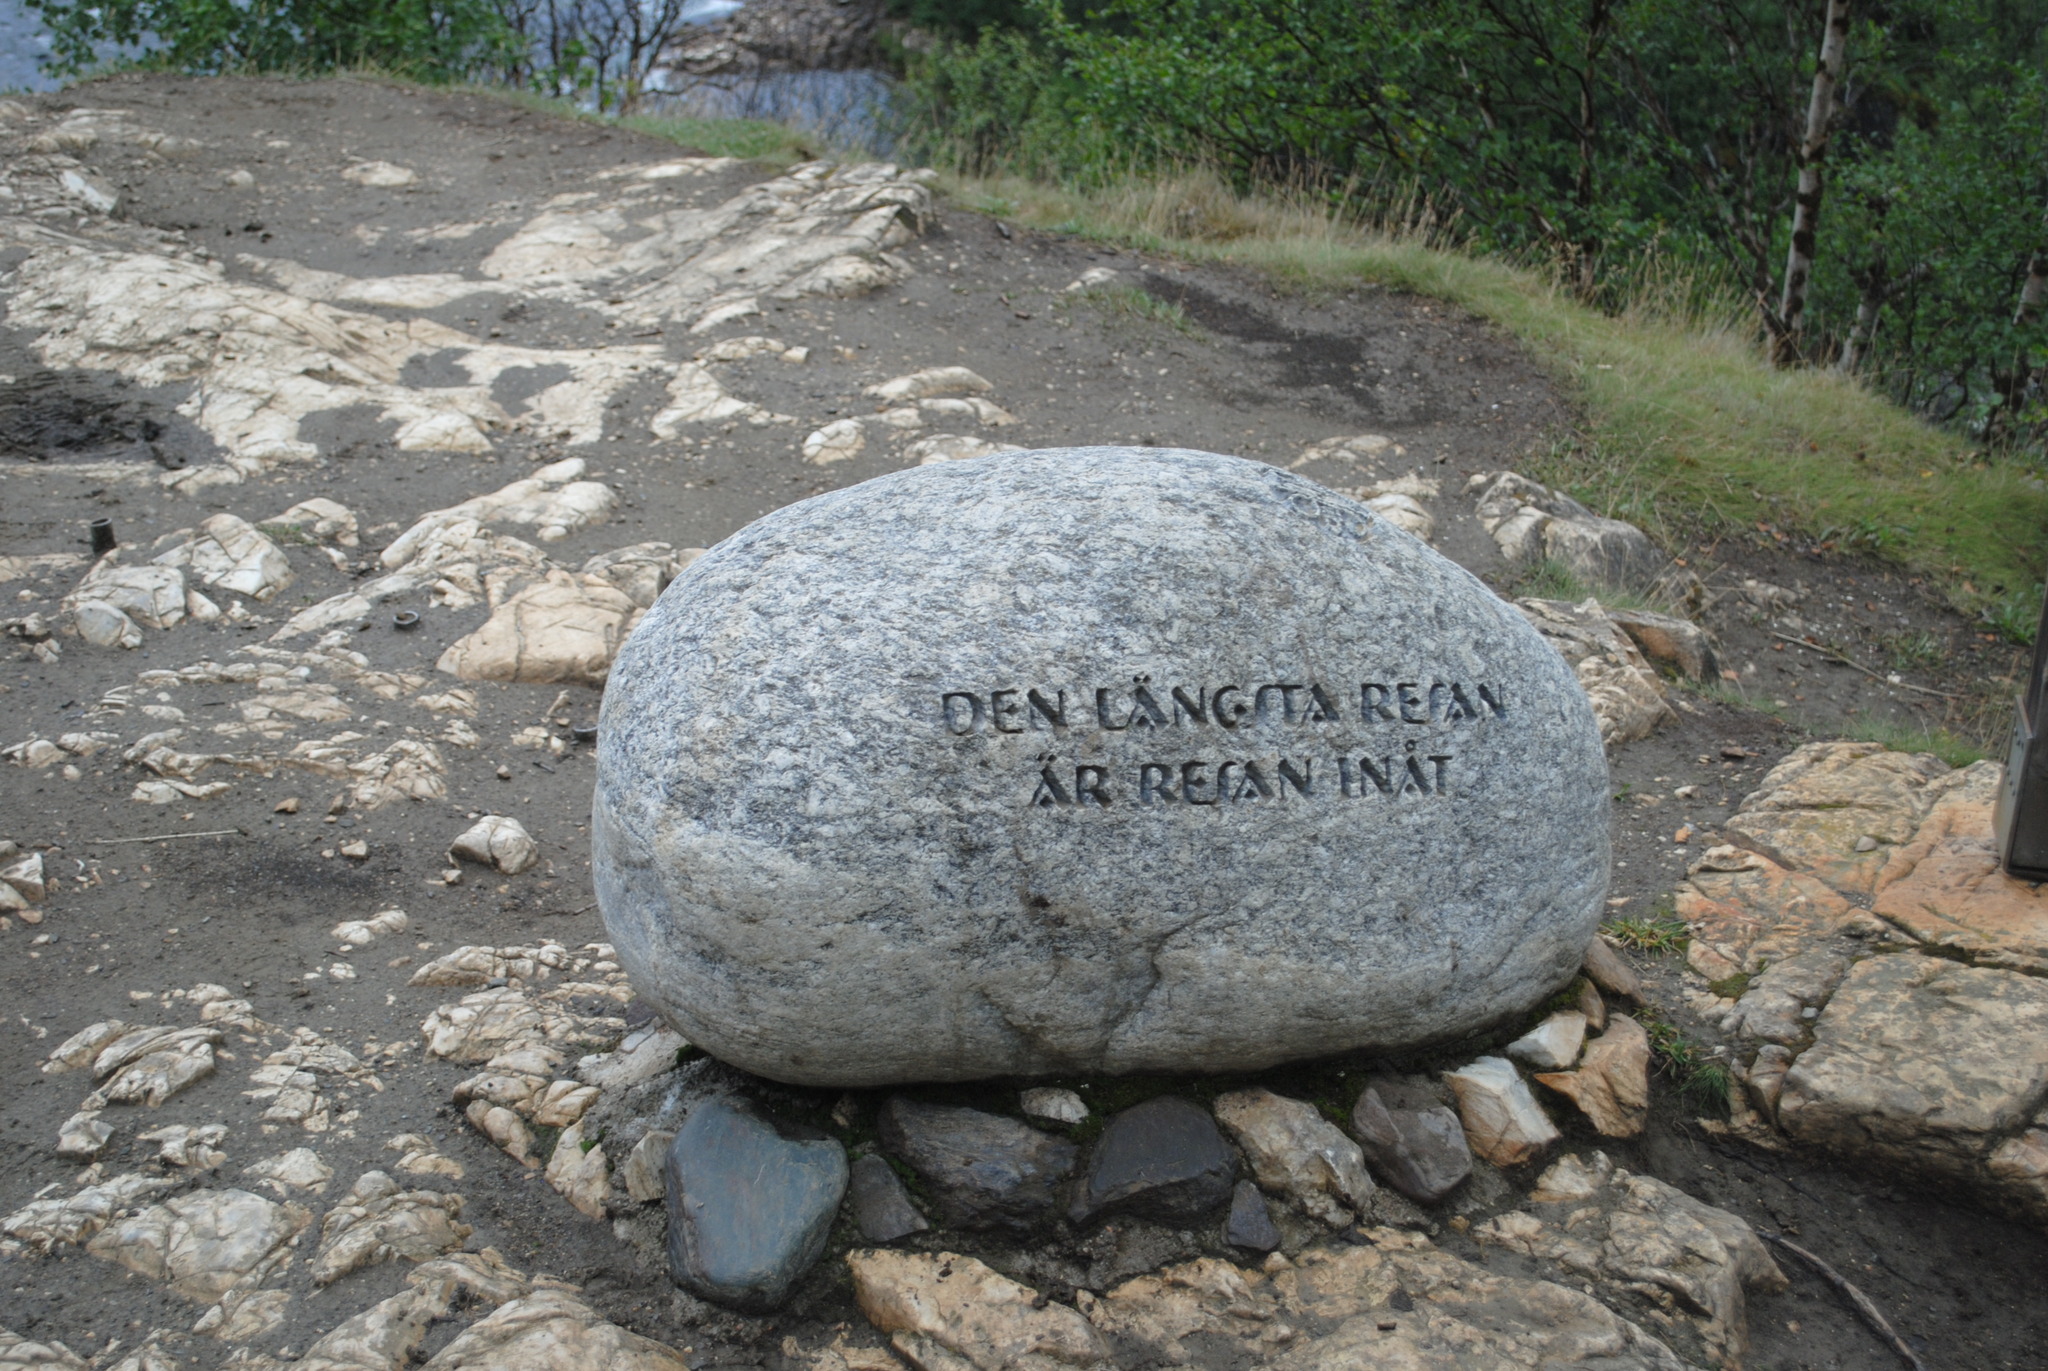 DEN LÄNGSTA RESAN
ÄR RESAN INÅT